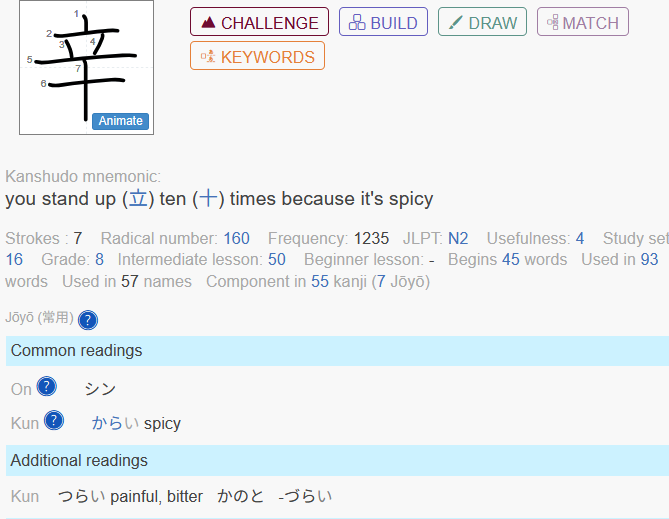 1
2
3
4
5
7
6
Animate
CHALLENGE BUILD DRAW MATCH
KEYWORDS
Kanshudo mnemonic:
you stand up (立) ten (十) times because it's spicy
Strokes : 7 Radical number: 160 Frequency: 1235 JLPT: N2 Usefulness: 4 Study set
16 Grade: 8 Intermediate lesson: 50 Beginner lesson: - Begins 45 words Used in 93
words Used in 57 names Component in 55 kanji (7 Jōyō)
Jōyō (常用) ?
Common readings
On ? シン
Kun ? からい spicy
Additional readings
Kun つらい painful, bitter かのと -づらい